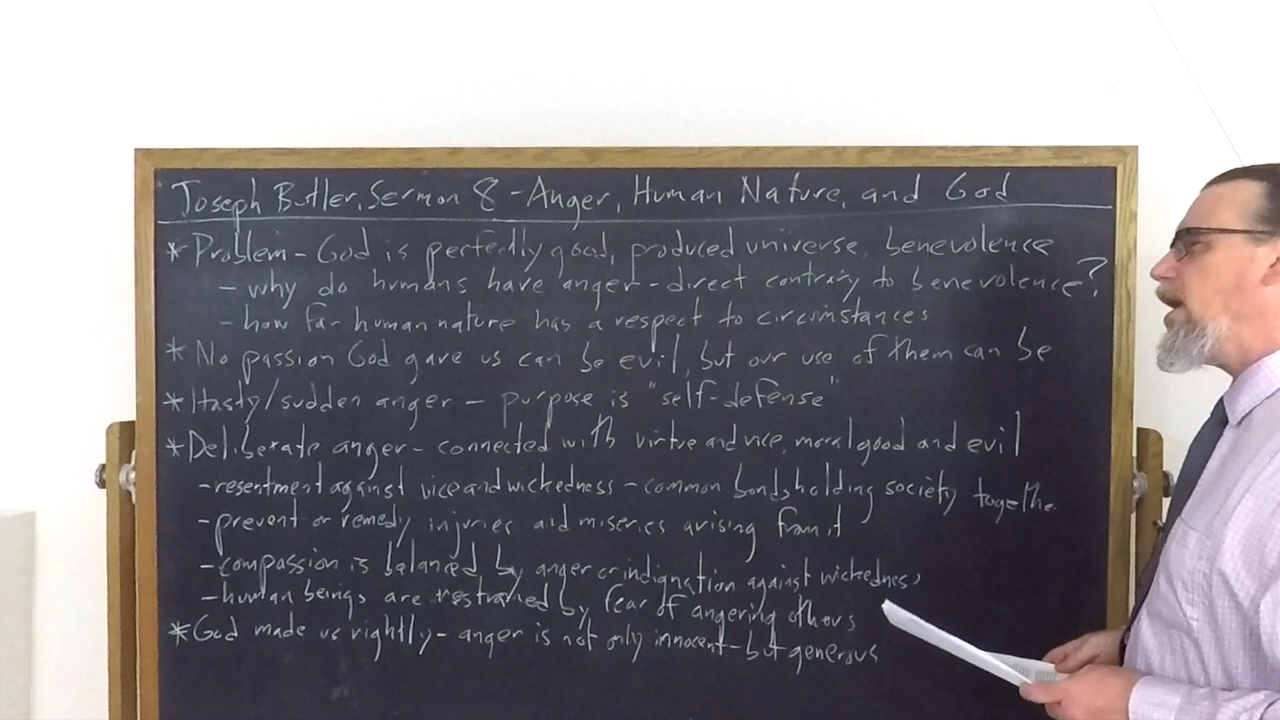 Joseph Butler, Sermon 8 - Anger, Human Nature, and God
* Problem - God is perfectly good, produced universe, benevolence
- why do humans have anger - direct contrary to benevolence?
- how far human nature has a respect to circumstances
* No passion God gave us can be evil, but our use of them can be
* Hasty/sudden anger - purpose is "self-defense"
* Deliberate anger - connected with virtue and vice, moral good and evil
- resentment against vice and wickedness - common bonds, holding society togethe
- prevent or remedy injuries and miseries arising from it
- compassion is balanced by anger or indignation against wickedness
- human beings are restrained by fear of angering others
* God made us rightly - anger is not only innocent - but generous